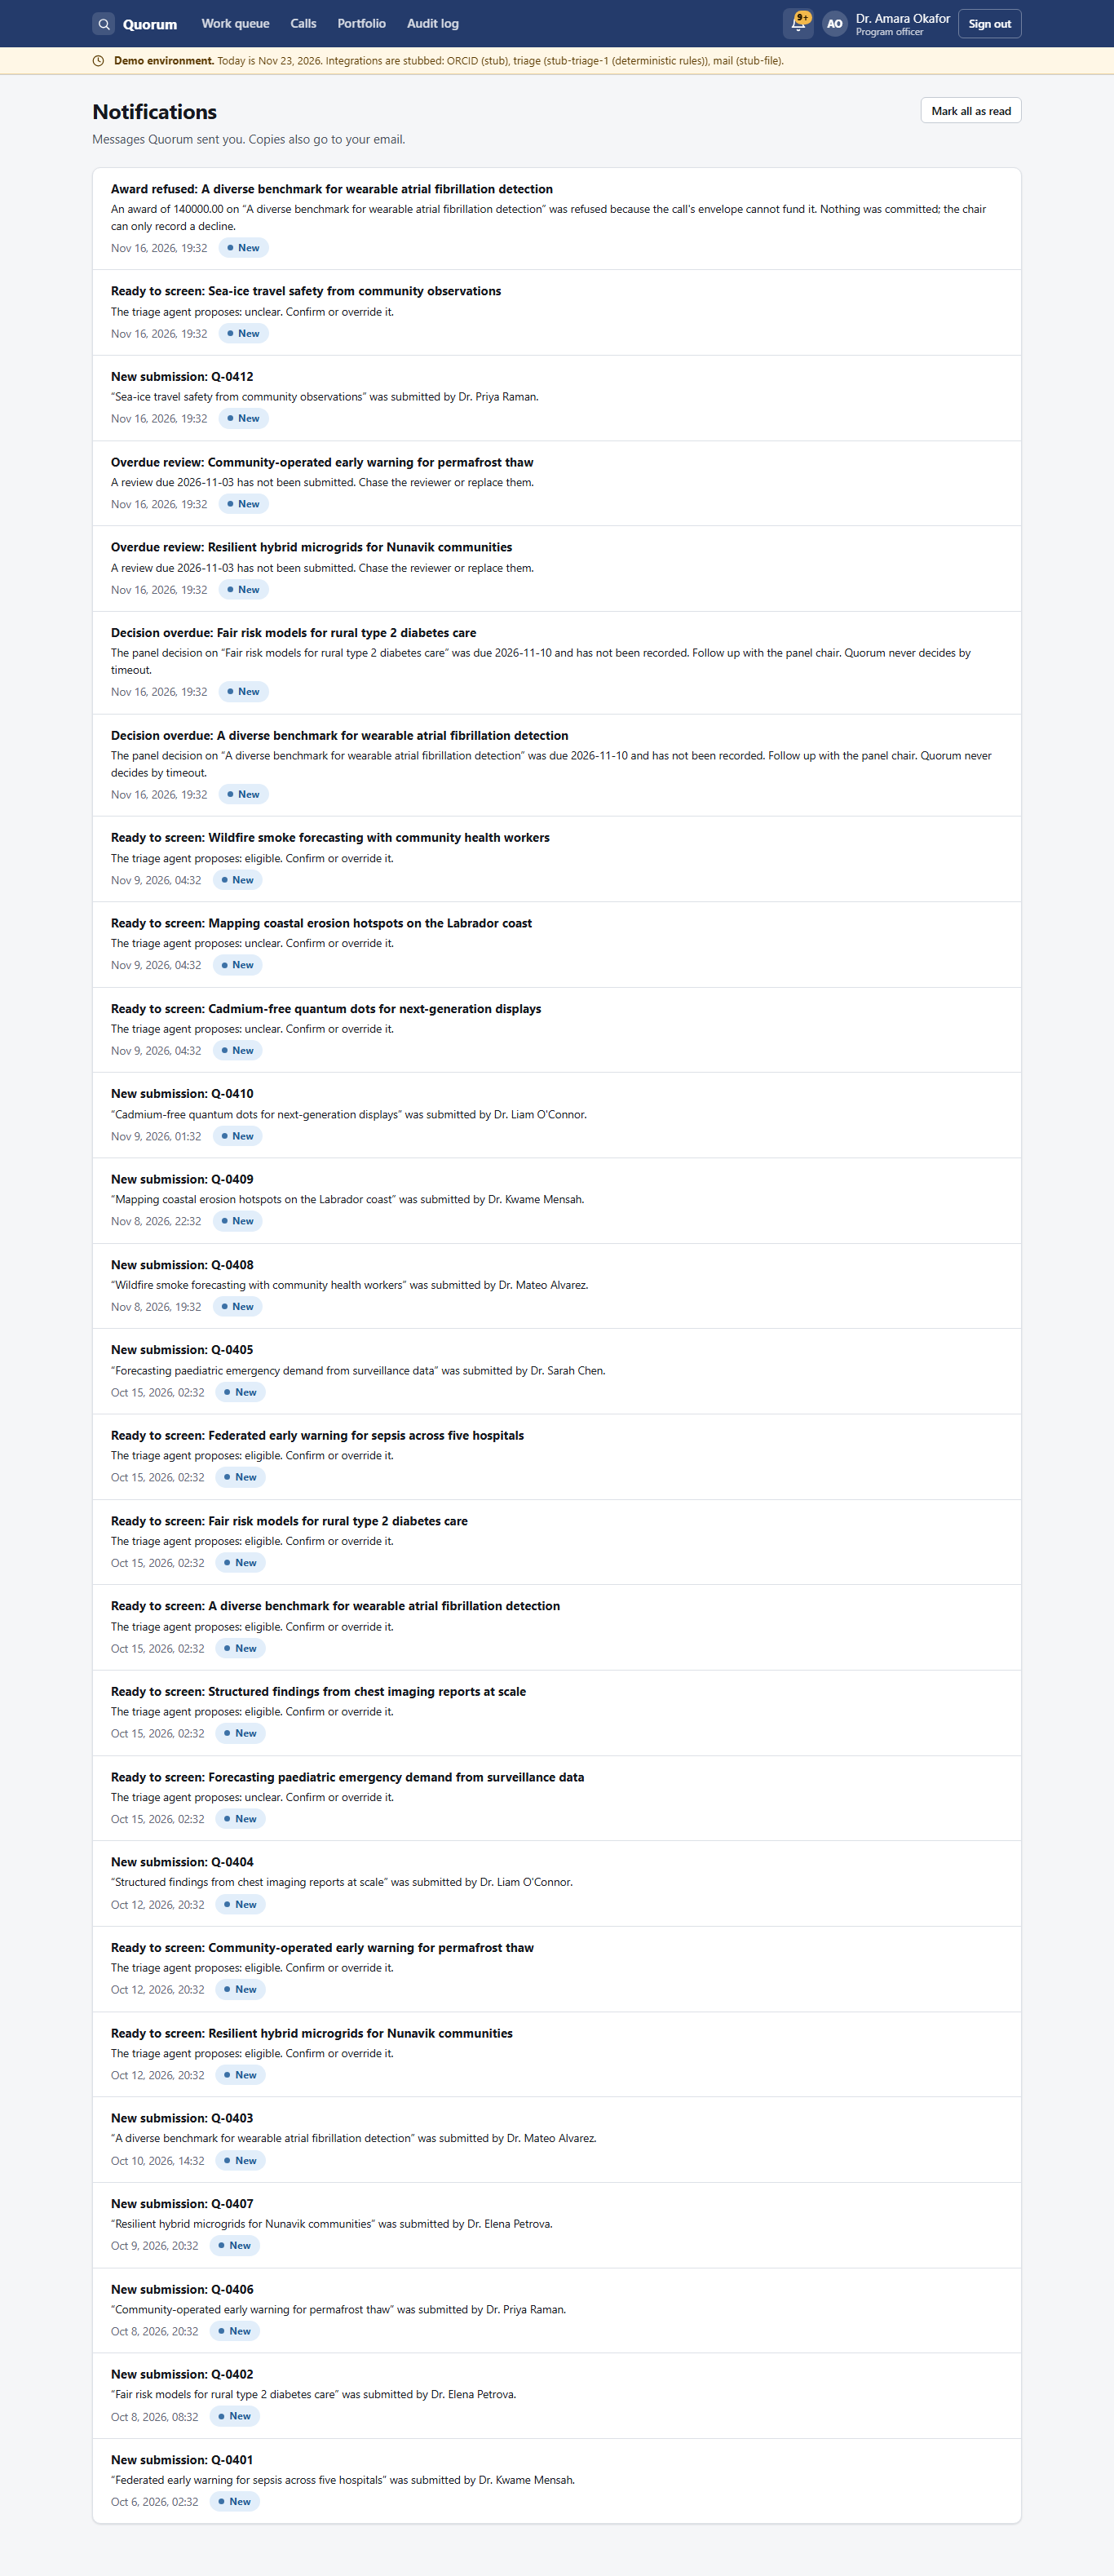 Quorum Work queue Calls Portfolio Audit log 9+ AO Dr. Amara Okafor Sign out
Program officer
Demo environment. Today is Nov 23, 2026. Integrations are stubbed: ORCID (stub), triage (stub-triage-1 (deterministic rules)), mail (stub-file).
Notifications
Mark all as read
Messages Quorum sent you. Copies also go to your email.
Award refused: A diverse benchmark for wearable atrial fibrillation detection
An award of 140000.00 on “A diverse benchmark for wearable atrial fibrillation detection” was refused because the call's envelope cannot fund it. Nothing was committed; the chair
can only record a decline.
Nov 16, 2026, 19:32 New
Ready to screen: Sea-ice travel safety from community observations
The triage agent proposes: unclear. Confirm or override it.
Nov 16, 2026, 19:32 New
New submission: Q-0412
“Sea-ice travel safety from community observations” was submitted by Dr. Priya Raman.
Nov 16, 2026, 19:32 New
Overdue review: Community-operated early warning for permafrost thaw
A review due 2026-11-03 has not been submitted. Chase the reviewer or replace them.
Nov 16, 2026, 19:32 New
Overdue review: Resilient hybrid microgrids for Nunavik communities
A review due 2026-11-03 has not been submitted. Chase the reviewer or replace them.
Nov 16, 2026, 19:32 New
Decision overdue: Fair risk models for rural type 2 diabetes care
The panel decision on “Fair risk models for rural type 2 diabetes care” was due 2026-11-10 and has not been recorded. Follow up with the panel chair. Quorum never decides by
timeout.
Nov 16, 2026, 19:32 New
Decision overdue: A diverse benchmark for wearable atrial fibrillation detection
The panel decision on “A diverse benchmark for wearable atrial fibrillation detection” was due 2026-11-10 and has not been recorded. Follow up with the panel chair. Quorum never
decides by timeout.
Nov 16, 2026, 19:32 New
Ready to screen: Wildfire smoke forecasting with community health workers
The triage agent proposes: eligible. Confirm or override it.
Nov 9, 2026, 04:32 New
Ready to screen: Mapping coastal erosion hotspots on the Labrador coast
The triage agent proposes: unclear. Confirm or override it.
Nov 9, 2026, 04:32 New
Ready to screen: Cadmium-free quantum dots for next-generation displays
The triage agent proposes: unclear. Confirm or override it.
Nov 9, 2026, 04:32 New
New submission: Q-0410
“Cadmium-free quantum dots for next-generation displays” was submitted by Dr. Liam O'Connor.
Nov 9, 2026, 01:32 New
New submission: Q-0409
“Mapping coastal erosion hotspots on the Labrador coast” was submitted by Dr. Kwame Mensah.
Nov 8, 2026, 22:32 New
New submission: Q-0408
“Wildfire smoke forecasting with community health workers” was submitted by Dr. Mateo Alvarez.
Nov 8, 2026, 19:32 New
New submission: Q-0405
“Forecasting paediatric emergency demand from surveillance data” was submitted by Dr. Sarah Chen.
Oct 15, 2026, 02:32 New
Ready to screen: Federated early warning for sepsis across five hospitals
The triage agent proposes: eligible. Confirm or override it.
Oct 15, 2026, 02:32 New
Ready to screen: Fair risk models for rural type 2 diabetes care
The triage agent proposes: eligible. Confirm or override it.
Oct 15, 2026, 02:32 New
Ready to screen: A diverse benchmark for wearable atrial fibrillation detection
The triage agent proposes: eligible. Confirm or override it.
Oct 15, 2026, 02:32 New
Ready to screen: Structured findings from chest imaging reports at scale
The triage agent proposes: eligible. Confirm or override it.
Oct 15, 2026, 02:32 New
Ready to screen: Forecasting paediatric emergency demand from surveillance data
The triage agent proposes: unclear. Confirm or override it.
Oct 15, 2026, 02:32 New
New submission: Q-0404
“Structured findings from chest imaging reports at scale” was submitted by Dr. Liam O'Connor.
Oct 12, 2026, 20:32 New
Ready to screen: Community-operated early warning for permafrost thaw
The triage agent proposes: eligible. Confirm or override it.
Oct 12, 2026, 20:32 New
Ready to screen: Resilient hybrid microgrids for Nunavik communities
The triage agent proposes: eligible. Confirm or override it.
Oct 12, 2026, 20:32 New
New submission: Q-0403
“A diverse benchmark for wearable atrial fibrillation detection” was submitted by Dr. Mateo Alvarez.
Oct 10, 2026, 14:32 New
New submission: Q-0407
“Resilient hybrid microgrids for Nunavik communities” was submitted by Dr. Elena Petrova.
Oct 9, 2026, 20:32 New
New submission: Q-0406
“Community-operated early warning for permafrost thaw” was submitted by Dr. Priya Raman.
Oct 8, 2026, 20:32 New
New submission: Q-0402
“Fair risk models for rural type 2 diabetes care” was submitted by Dr. Elena Petrova.
Oct 8, 2026, 08:32 New
New submission: Q-0401
“Federated early warning for sepsis across five hospitals” was submitted by Dr. Kwame Mensah.
Oct 6, 2026, 02:32 New